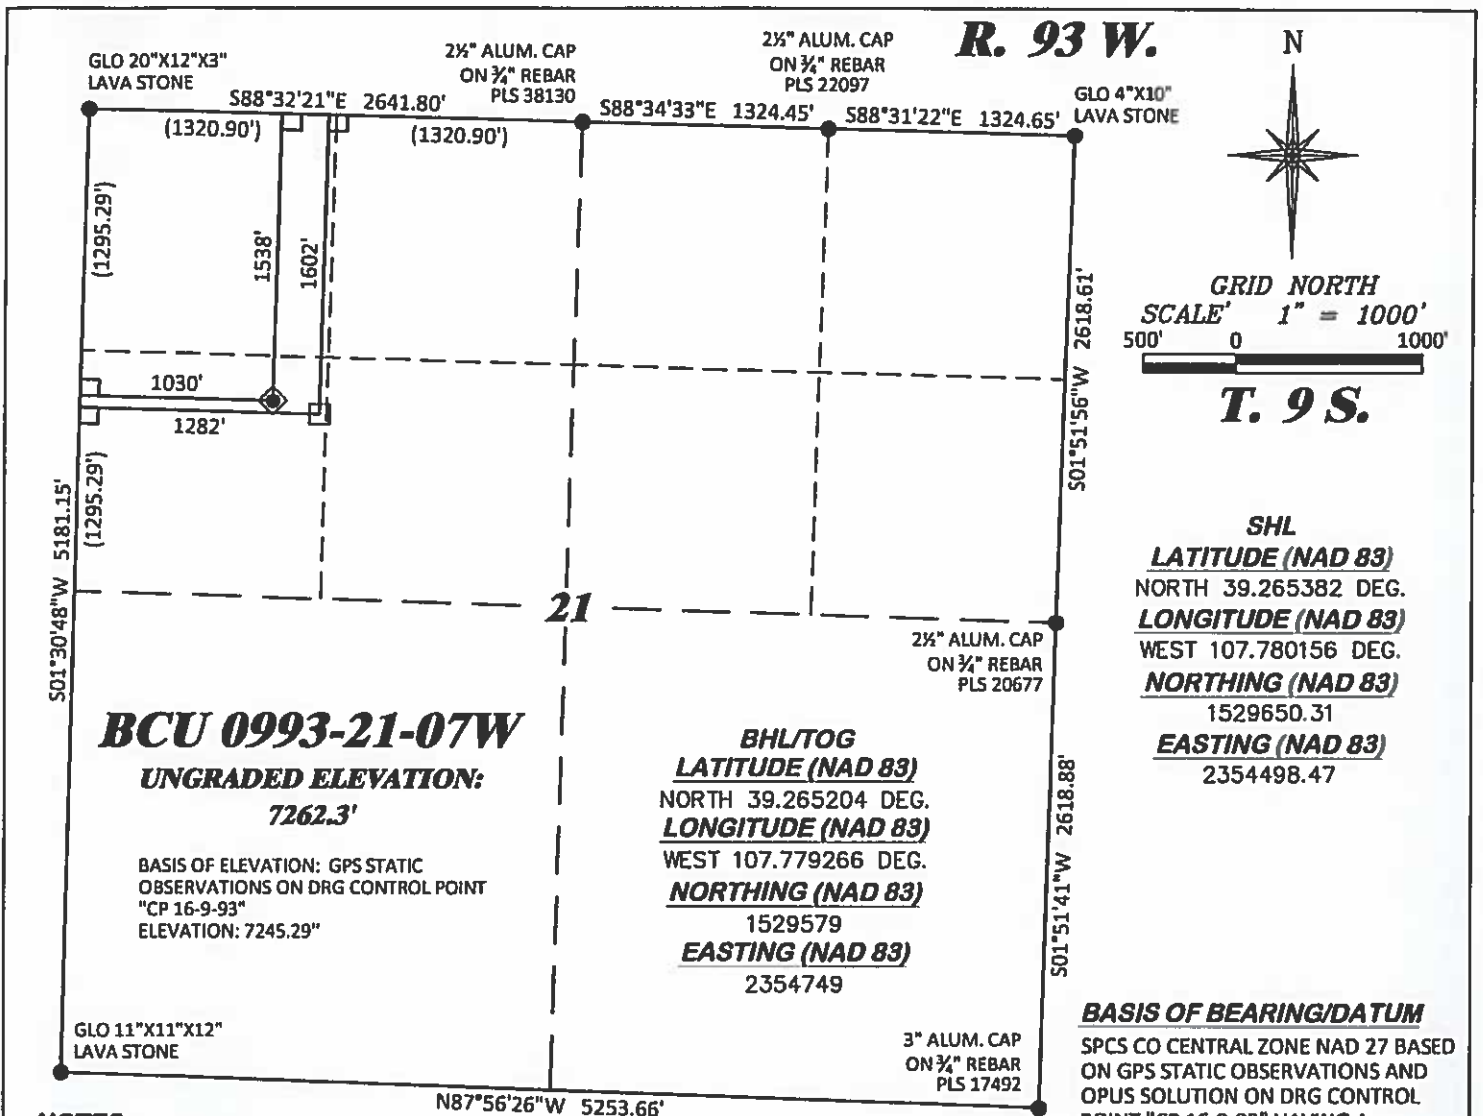 R. 93 W.
N
GLO 20"X12"X3"
LAVA STONE
2½" ALUM. CAP
ON ¾" REBAR
PLS 38130
2½" ALUM. CAP
ON ¾" REBAR
PLS 22097
GLO 4"X10"
LAVA STONE
S88°32'21"E 2641.80'
(1320.90')
(1320.90')
S88°34'33"E 1324.45'
S88°31'22"E 1324.65'
(1295.29')
1538'
1602'
1030'
1282'
(1295.29')
S01°30'48"W 5181.15'
S01°51'56"W 2618.61'
GRID NORTH
SCALE' 1" = 1000'
500' 0 1000'
T. 9 S.
SHL
LATITUDE (NAD 83)
NORTH 39.265382 DEG.
LONGITUDE (NAD 83)
WEST 107.780156 DEG.
NORTHING (NAD 83)
1529650.31
EASTING (NAD 83)
2354498.47
21
2½" ALUM. CAP
ON ¾" REBAR
PLS 20677
BCU 0993-21-07W
UNGRADED ELEVATION:
7262.3'
BASIS OF ELEVATION: GPS STATIC
OBSERVATIONS ON DRG CONTROL POINT
"CP 16-9-93"
ELEVATION: 7245.29"
BHL/TOG
LATITUDE (NAD 83)
NORTH 39.265204 DEG.
LONGITUDE (NAD 83)
WEST 107.779266 DEG.
NORTHING (NAD 83)
1529579
EASTING (NAD 83)
2354749
S01°51'41"W 2618.88'
GLO 11"X11"X12"
LAVA STONE
3" ALUM. CAP
ON ¾" REBAR
PLS 17492
N87°56'26"W 5253.66'
BASIS OF BEARING/DATUM
SPCS CO CENTRAL ZONE NAD 27 BASED
ON GPS STATIC OBSERVATIONS AND
OPUS SOLUTION ON DRG CONTROL